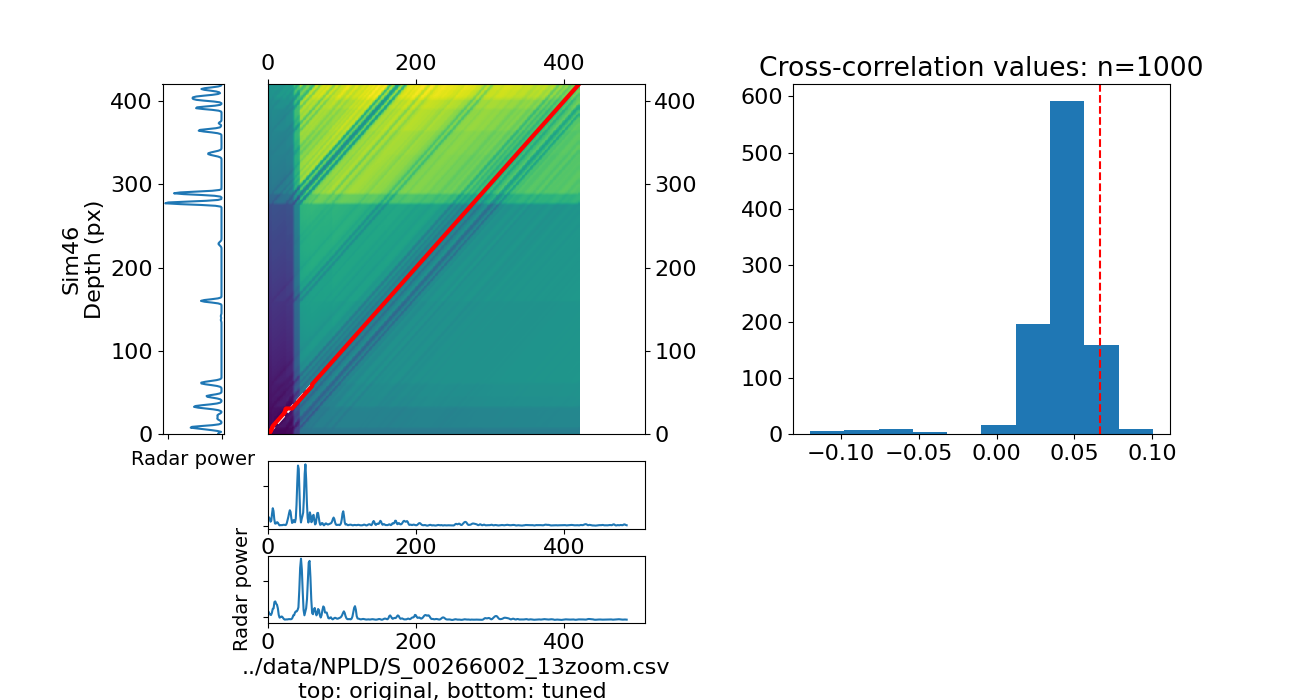 0 200 400
Cross-correlation values: n=1000
400
300
200
100
0
Sim46
Depth (px)
Radar power
400
300
200
100
0
600
500
400
300
200
100
0
−0.10 −0.05 0.00 0.05 0.10
0 200 400
Radar power
0 200 400
../data/NPLD/S_00266002_13zoom.csv
top: original, bottom: tuned